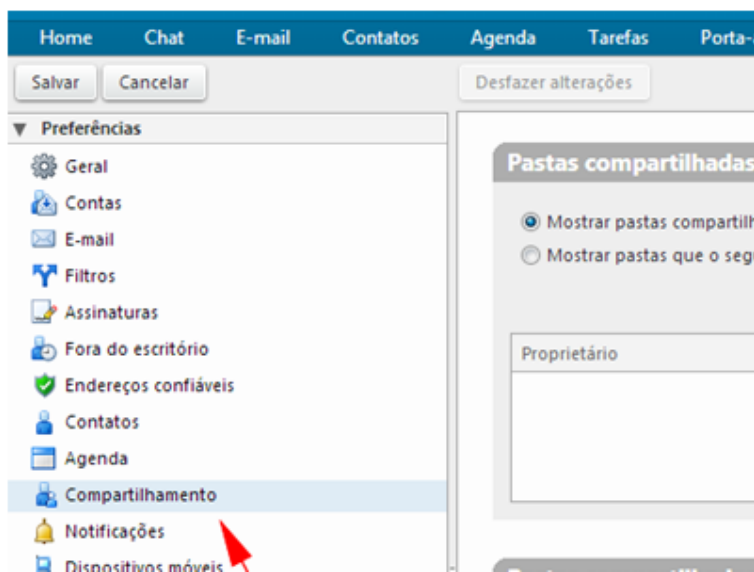 Home Chat E-mail Contatos Agenda Tarefas Porta-
Salvar Cancelar Desfazer alterações
Preferências
Geral
Contas
E-mail
Filtros
Assinaturas
Fora do escritório
Endereços confiáveis
Contatos
Agenda
Compartilhamento
Notificações
Dispositivos móveis
Pastas compartilhadas
Mostrar pastas compartilh
Mostrar pastas que o seg
Proprietário